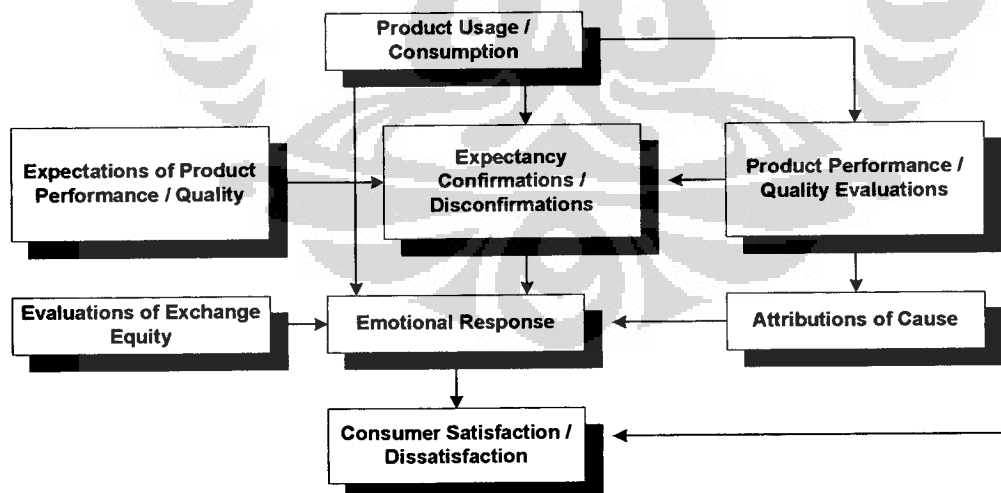 Product Usage /
Consumption
Expectations of Product
Performance / Quality
Expectancy
Confirmations /
Disconfirmations
Product Performance /
Quality Evaluations
Evaluations of Exchange
Equity
Emotional Response
Attributions of Cause
Consumer Satisfaction /
Dissatisfaction